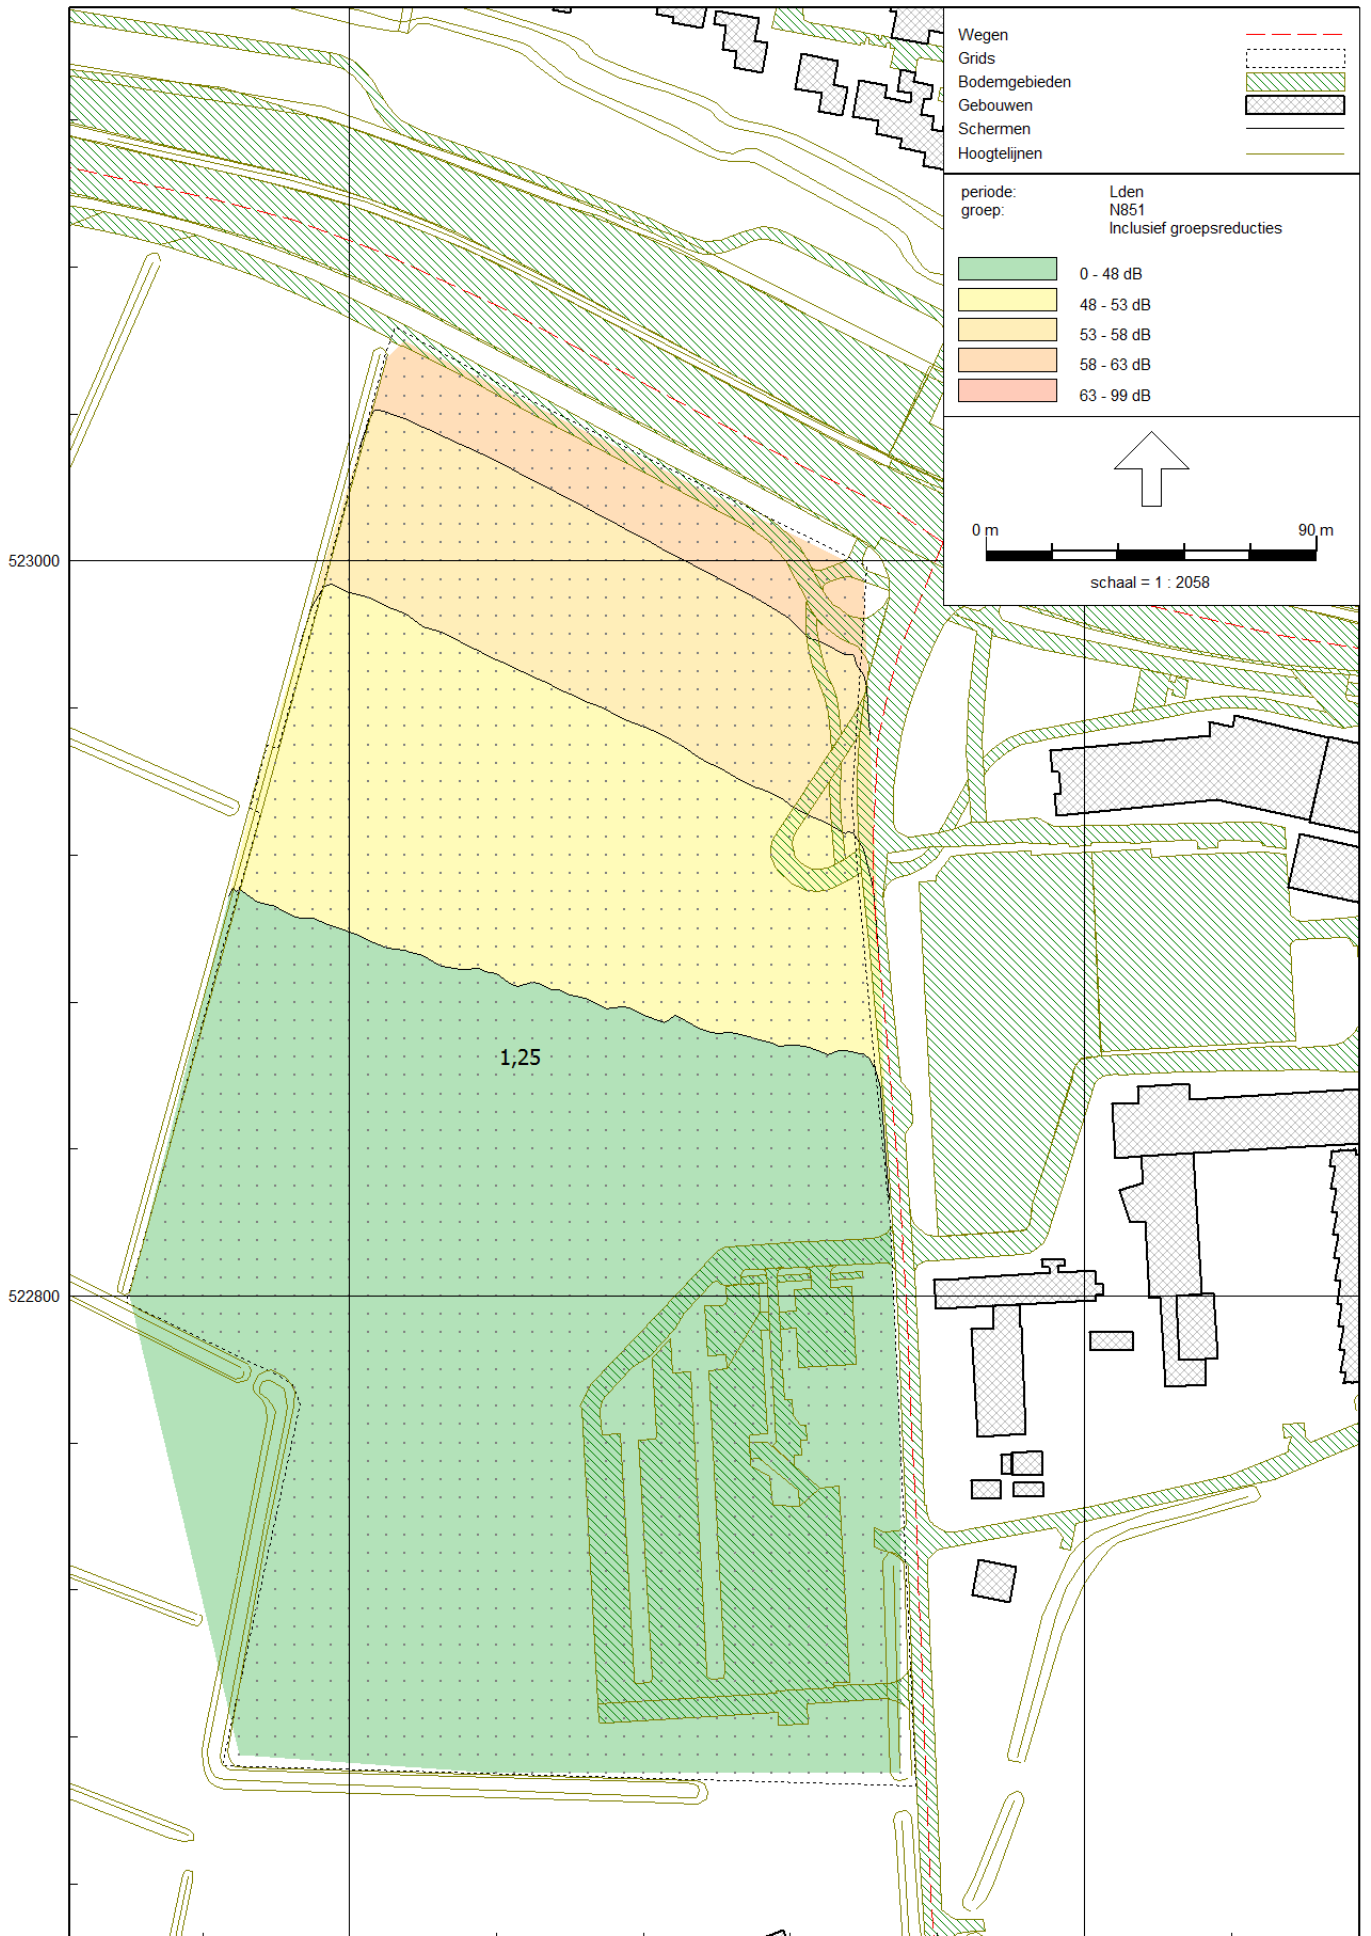 Wegen
Grids
Bodemgebieden
Gebouwen
Schermen
Hoogtelijnen
periode: Lden
groep: N851
Inclusief groepsreducties
0 - 48 dB
48 - 53 dB
53 - 58 dB
58 - 63 dB
63 - 99 dB
0 m 90 m
schaal = 1 : 2058
523000
1,25
522800